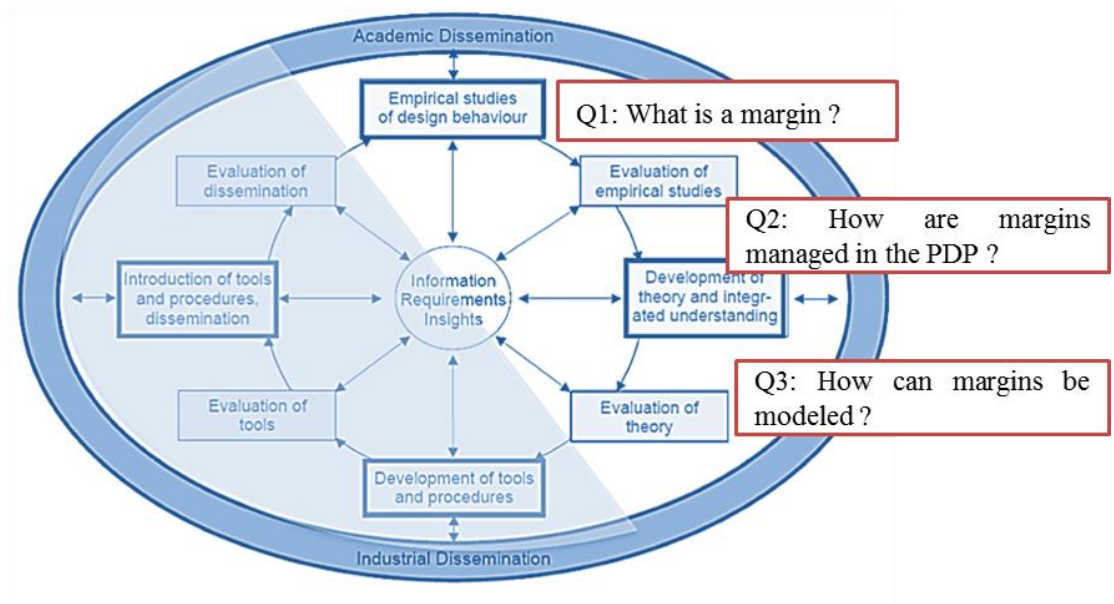 Academic Dissemination
Empirical studies
of design behaviour
Q1: What is a margin ?
Evaluation of
dissemination
Evaluation of
empirical studies
Q2: How are margins
managed in the PDP ?
Introduction of tools
and procedures,
dissemination
Information
Requirements
Insights
Development of
theory and integr-
ated understanding
Q3: How can margins be
modeled ?
Evaluation of
tools
Evaluation of
theory
Development of tools
and procedures
Industrial Dissemination